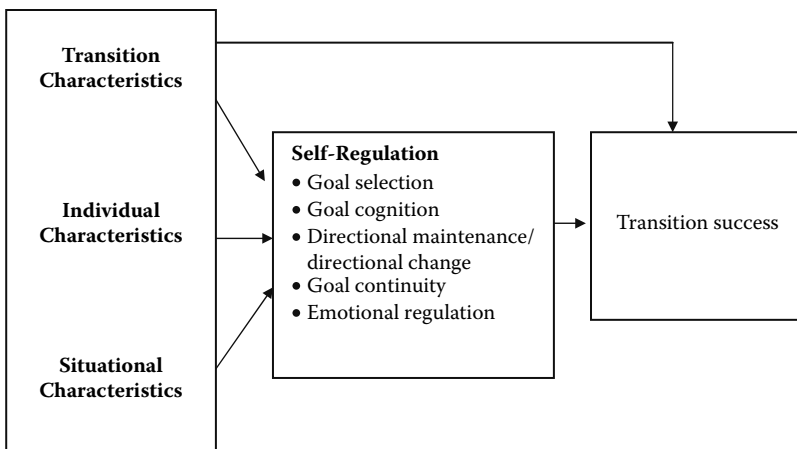 Transition
Characteristics
Individual
Characteristics
Situational
Characteristics
Self-Regulation
• Goal selection
• Goal cognition
• Directional maintenance/
directional change
• Goal continuity
• Emotional regulation
Transition success